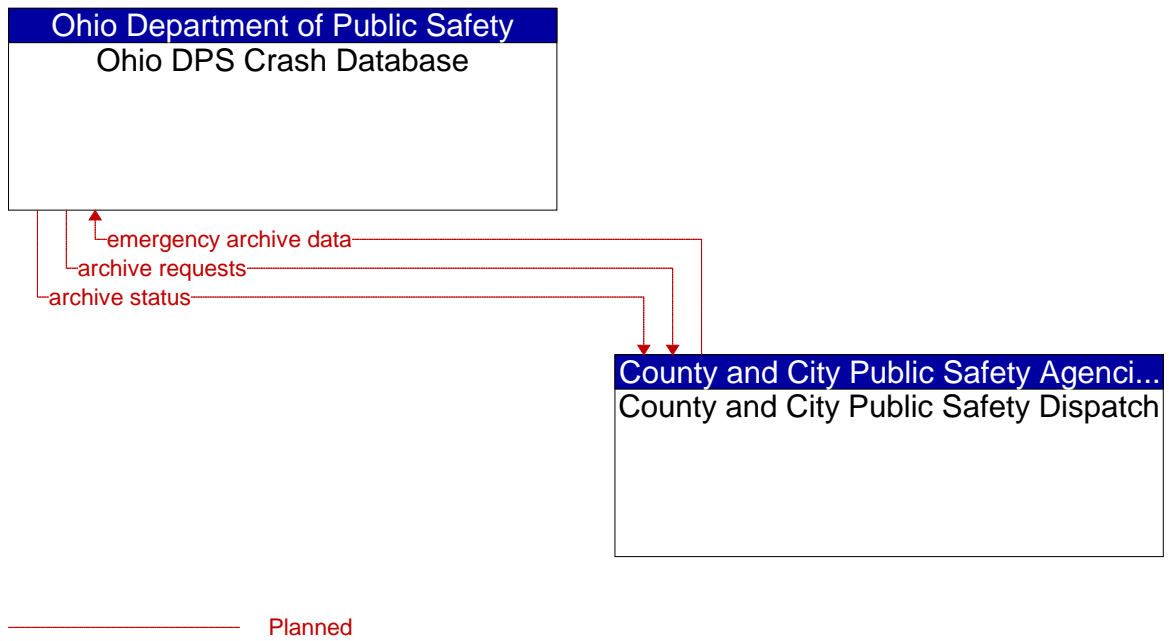 Ohio Department of Public Safety
Ohio DPS Crash Database
emergency archive data
archive requests
archive status
County and City Public Safety Agenci...
County and City Public Safety Dispatch
Planned